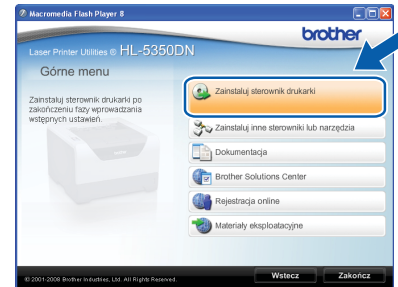 Macromedia Flash Player 8
brother
Laser Printer Utilities ® HL-5350DN
Górne menu
Zainstaluj sterownik drukarki po
zakończeniu fazy wprowadzania
wstępnych ustawień.
Zainstaluj sterownik drukarki
Zainstaluj inne sterowniki lub narzędzia
Dokumentacja
Brother Solutions Center
Rejestracja online
Materiały eksploatacyjne
© 2001-2008 Brother Industries, Ltd. All Rights Reserved.
Wstecz
Zakończ